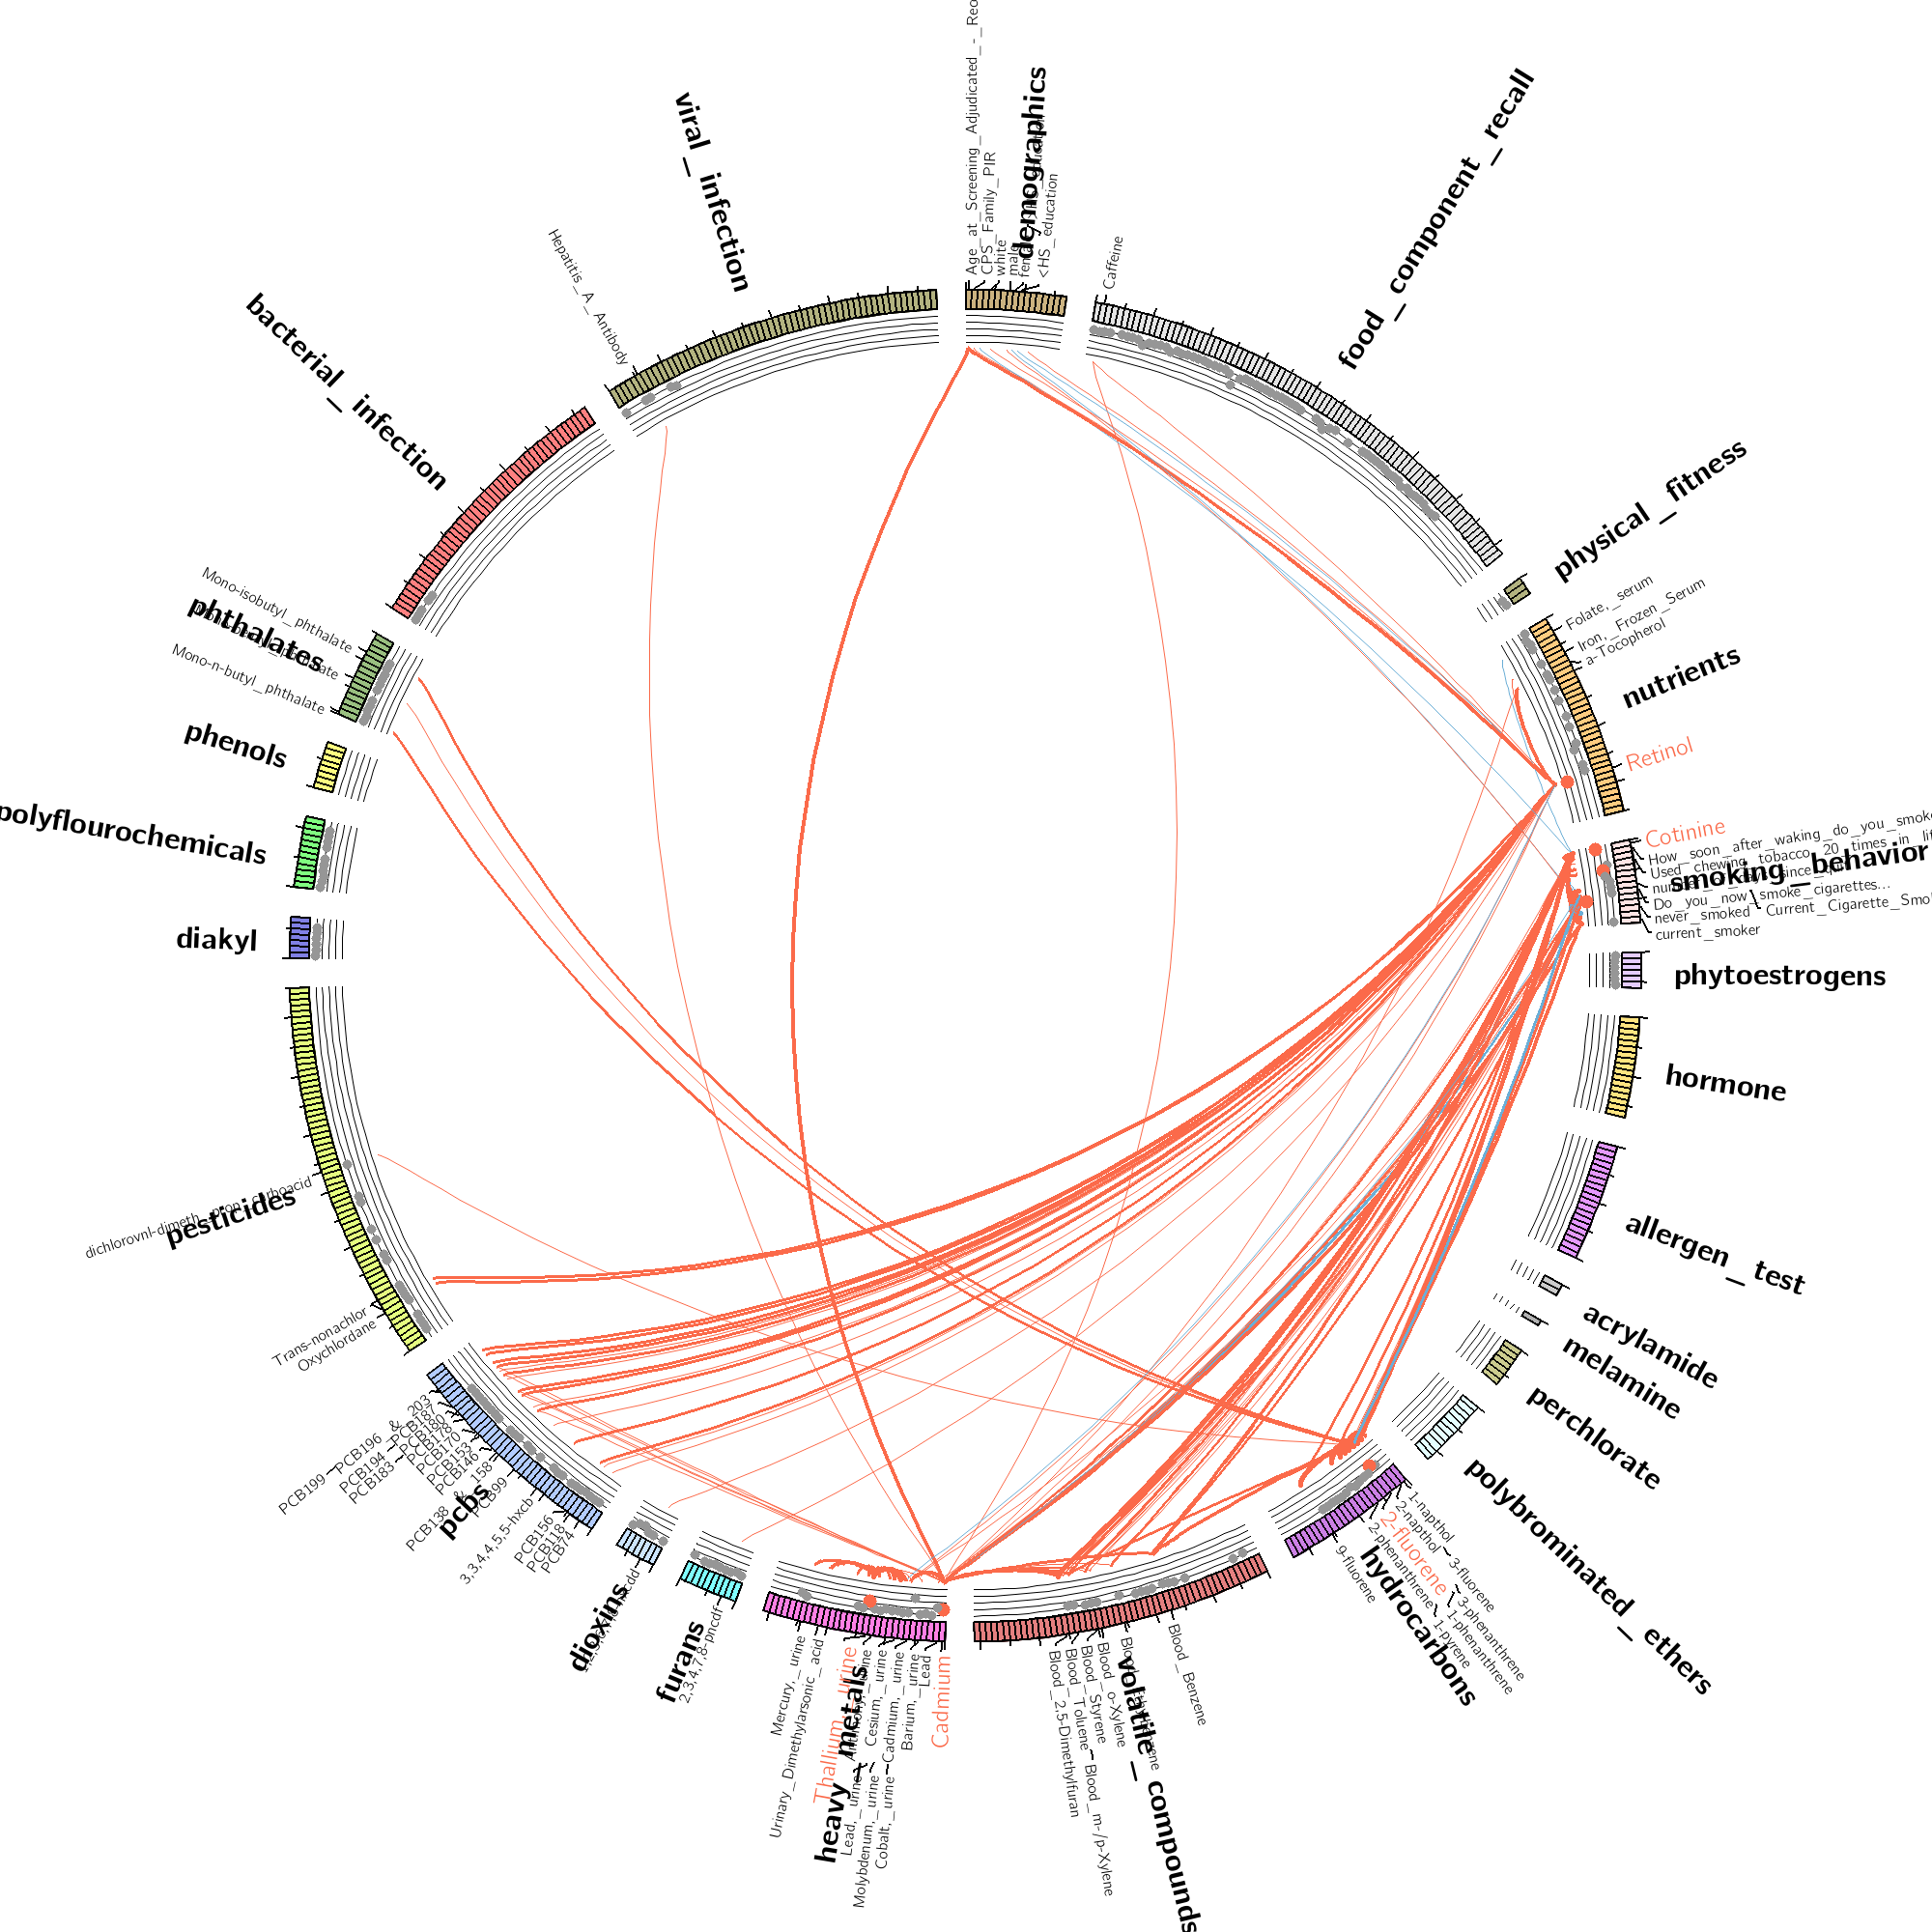 Age_at_Screening_Adjudicated_-_Reco
CPS_Family_PIR
white
male
<HS_education
demographics
Caffeine
food_component_recall
physical_fitness
Folate,_serum
Iron,_Frozen_Serum
a-Tocopherol
nutrients
Retinol
Cotinine
How_soon_after_waking_do_you_smoke
Used_chewing_tobacco_20_times_in_lif
Do_you_now_smoke_cigarettes...
never_smoked
Current_Cigarette_Smo
current_smoker
smoking_behavior
phytoestrogens
hormone
allergen_test
acrylamide
melamine
perchlorate
polybrominated_ethers
1-napthol
2-napthol
3-fluorene
2-fluorene
3-phenanthrene
2-phenanthrene
1-phenanthrene
1-pyrene
9-fluorene
hydrocarbons
Blood_Benzene
Blood_o-Xylene
Blood_Styrene
Blood_m-/p-Xylene
Blood_Toluene
Blood_2,5-Dimethylfuran
volatile_compounds
Cadmium
Lead
Barium,_urine
Cadmium,_urine
Cobalt,_urine
Cesium,_urine
Molybdenum,_urine
Lead,_urine
Thallium,_urine
Urinary_Dimethylarsonic_acid
Mercury,_urine
heavy_metals
2,3,4,7,8-pncdf
furans
dioxins
PCB74
PCB118
PCB156
3,3,4,4,5,5-hxcb
PCB99
PCB138_&_158
PCB146
PCB153
PCB170
PCB178
PCB180
PCB183
PCB187
PCB194
PCB196_&_203
PCB199
pcbs
Oxychlordane
Trans-nonachlor
dichlorovnl-dimeth_prop_carboacid
pesticides
diakyl
polyflourochemicals
phenols
Mono-n-butyl_phthalate
Mono-isobutyl_phthalate
phthalates
bacterial_infection
Hepatitis_A_Antibody
viral_infection